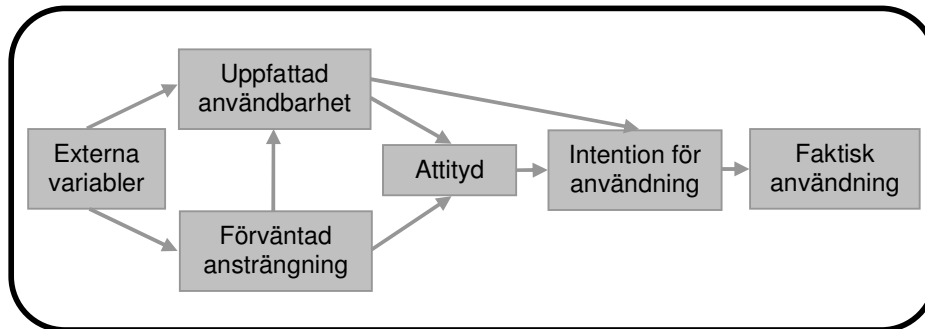 Uppfattad
användbarhet
Externa
variabler
Attityd
Intention för
användning
Faktisk
användning
Förväntad
ansträngning